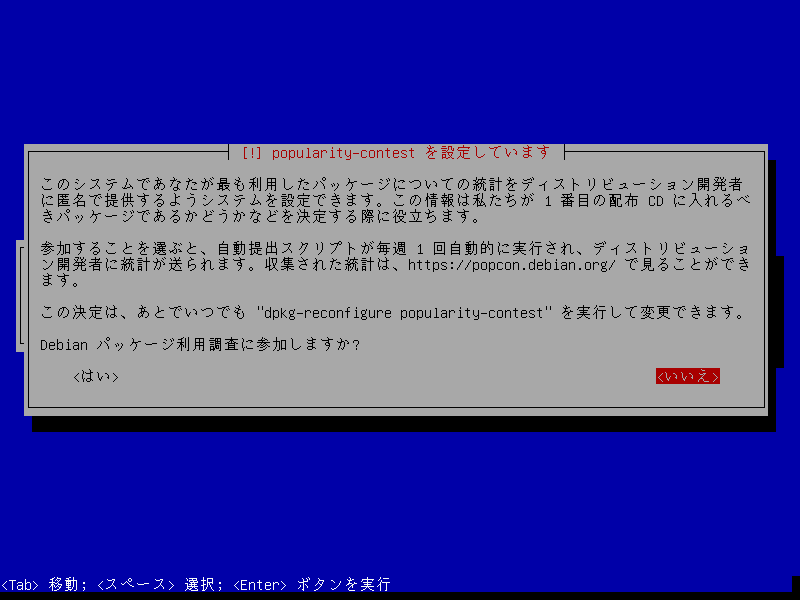 [!] popularity-contest を設定しています
このシステムであなたが最も利用したパッケージについての統計をディストリビューション開発者
に匿名で提供するようシステムを設定できます。この情報は私たちが 1 番目の配布 CD に入れるべ
きパッケージであるかどうかなどを決定する際に役立ちます。
参加することを選ぶと、自動提出スクリプトが毎週 1 回自動的に実行され、ディストリビューショ
ン開発者に統計が送られます。収集された統計は、https://popcon.debian.org/ で見ることができ
ます。
この決定は、あとでいつでも "dpkg-reconfigure popularity-contest" を実行して変更できます。
Debian パッケージ利用調査に参加しますか?
<はい> <いいえ>
<Tab> 移動; <スペース> 選択; <Enter> ボタンを実行